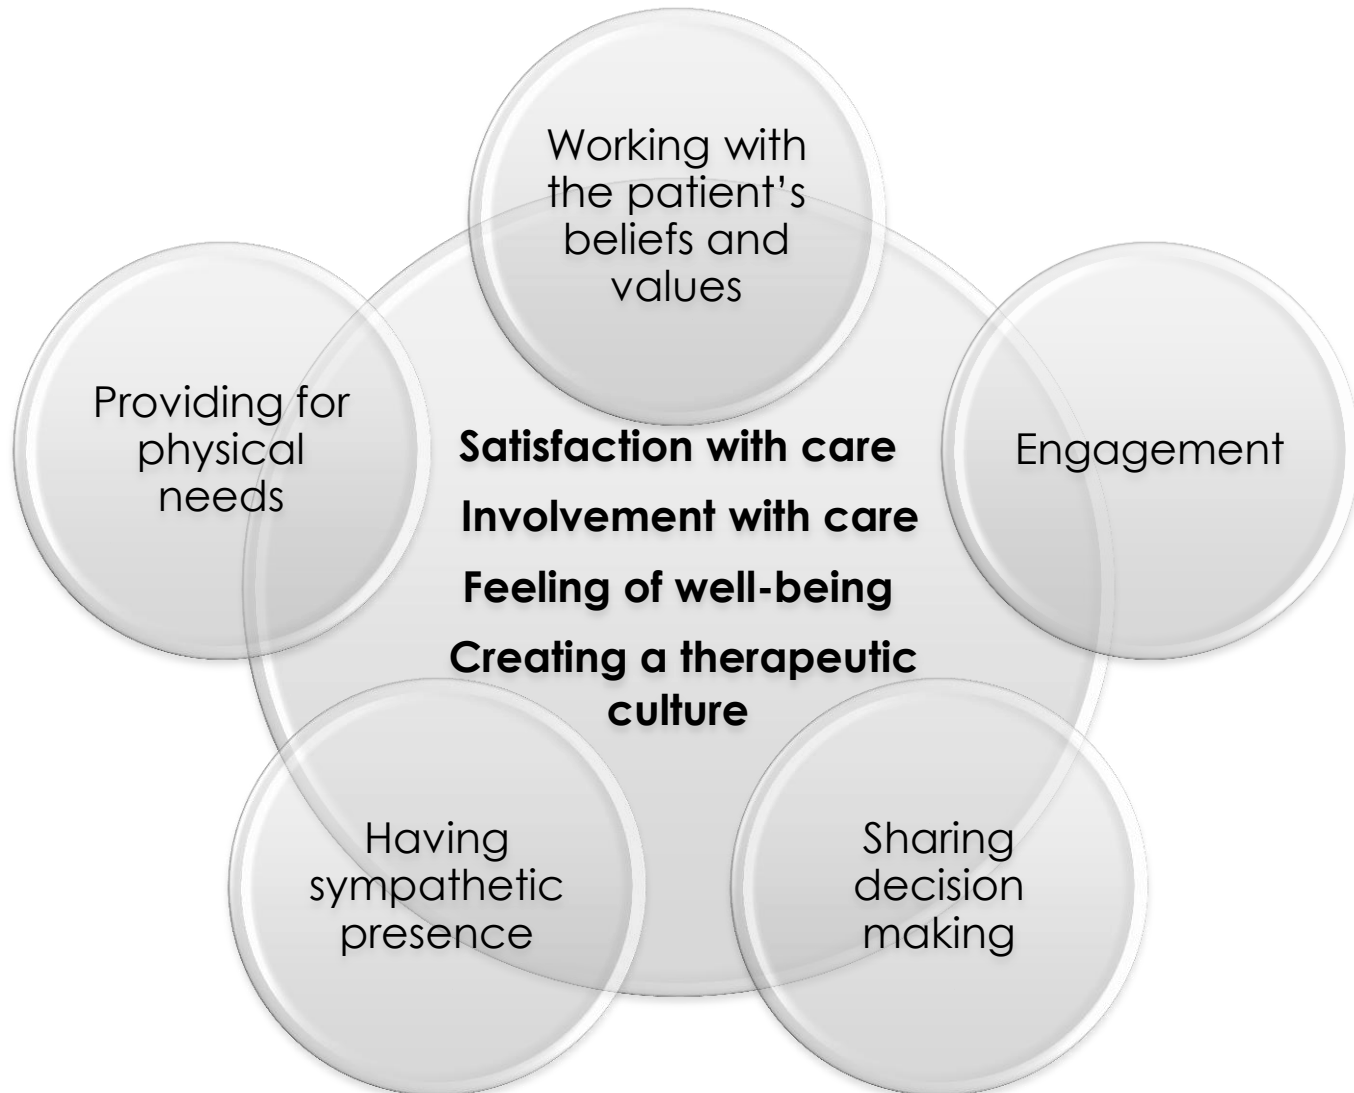 Working with
the patient’s
beliefs and
values
Providing for
physical
needs
Engagement
Satisfaction with care
Involvement with care
Feeling of well-being
Creating a therapeutic
culture
Having
sympathetic
presence
Sharing
decision
making